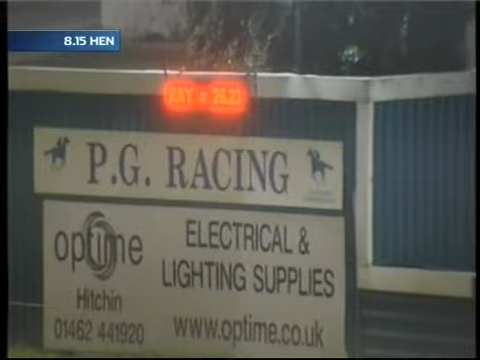 8.15 HEN
P.G. RACING
optime
ELECTRICAL &
LIGHTING SUPPLIES
Hitchin
01462 441920
www.optime.co.uk